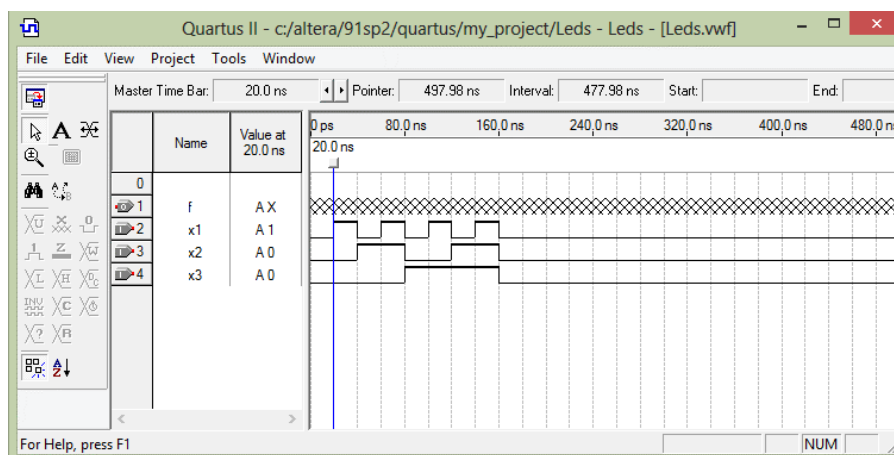 Quartus II - c:/altera/91sp2/quartus/my_project/Leds - Leds - [Leds.vwf]
File Edit View Project Tools Window
Master Time Bar: 20.0 ns Pointer: 497.98 ns Interval: 477.98 ns Start: End:
Name Value at 20.0 ns
0 ps 80.0 ns 160.0 ns 240.0 ns 320.0 ns 400.0 ns 480.0 n
20.0 ns
0
1 f A X
2 x1 A 1
3 x2 A 0
4 x3 A 0
For Help, press F1 NUM